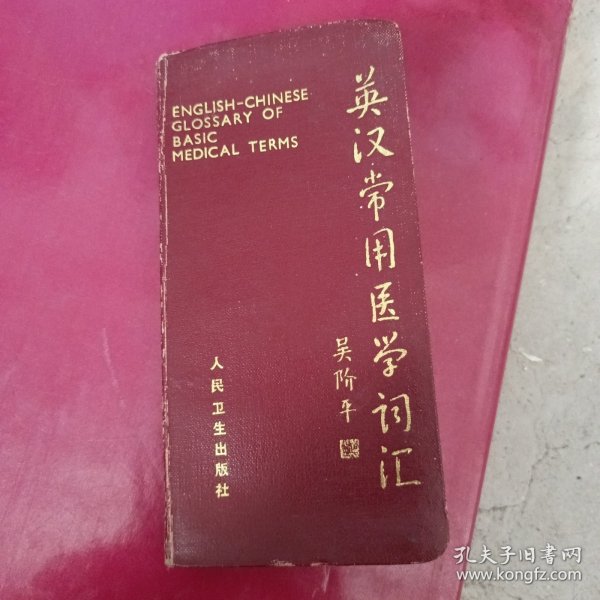 ENGLISH-CHINESE
GLOSSARY OF
BASIC
MEDICAL TERMS
英汉常用医学词汇
吴阶平
人民卫生出版社
孔夫子旧书网
www.kongfz.com